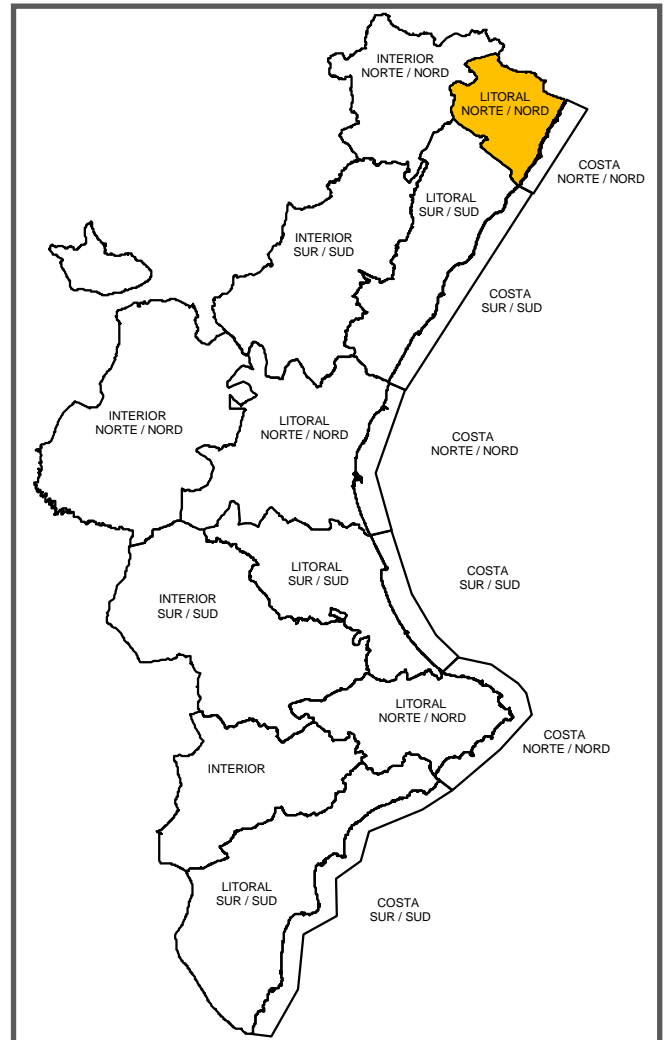 INTERIOR
NORTE / NORD
LITORAL
NORTE / NORD
COSTA
NORTE / NORD
LITORAL
SUR / SUD
INTERIOR
SUR / SUD
COSTA
SUR / SUD
INTERIOR
NORTE / NORD
LITORAL
NORTE / NORD
COSTA
NORTE / NORD
LITORAL
SUR / SUD
COSTA
SUR / SUD
INTERIOR
SUR / SUD
LITORAL
NORTE / NORD
COSTA
NORTE / NORD
INTERIOR
LITORAL
SUR / SUD
COSTA
SUR / SUD